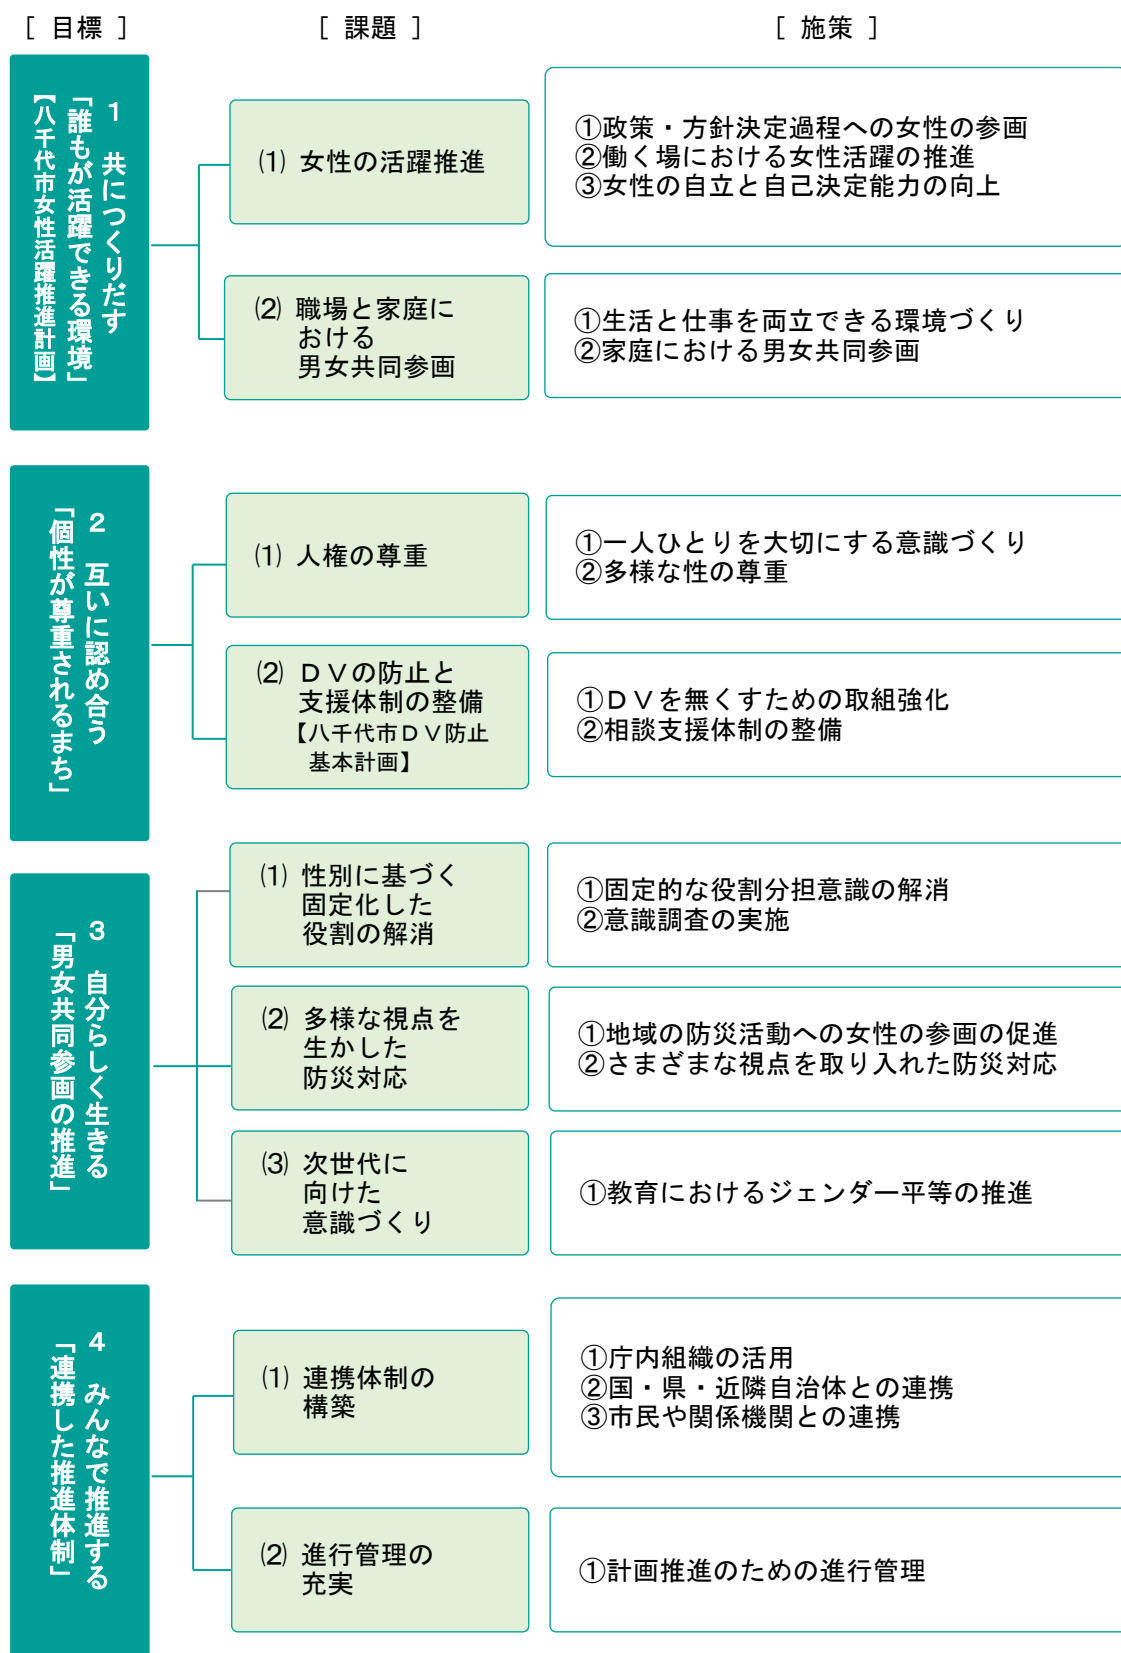 ［ 目標 ］
［ 課題 ］
［ 施策 ］
１　共につくりだす
「誰もが活躍できる環境」
【八千代市女性活躍推進計画】
⑴ 女性の活躍推進
①政策・方針決定過程への女性の参画
②働く場における女性活躍の推進
③女性の自立と自己決定能力の向上
⑵ 職場と家庭に
おける
男女共同参画
①生活と仕事を両立できる環境づくり
②家庭における男女共同参画
２　互いに認め合う
「個性が尊重されるまち」
⑴ 人権の尊重
①一人ひとりを大切にする意識づくり
②多様な性の尊重
⑵ ＤＶの防止と
支援体制の整備
【八千代市ＤＶ防止
基本計画】
①ＤＶを無くすための取組強化
②相談支援体制の整備
３　自分らしく生きる
「男女共同参画の推進」
⑴ 性別に基づく
固定化した
役割の解消
①固定的な役割分担意識の解消
②意識調査の実施
⑵ 多様な視点を
生かした
防災対応
①地域の防災活動への女性の参画の促進
②さまざまな視点を取り入れた防災対応
⑶ 次世代に
向けた
意識づくり
①教育におけるジェンダー平等の推進
４　みんなで推進する
「連携した推進体制」
⑴ 連携体制の
構築
①庁内組織の活用
②国・県・近隣自治体との連携
③市民や関係機関との連携
⑵ 進行管理の
充実
①計画推進のための進行管理